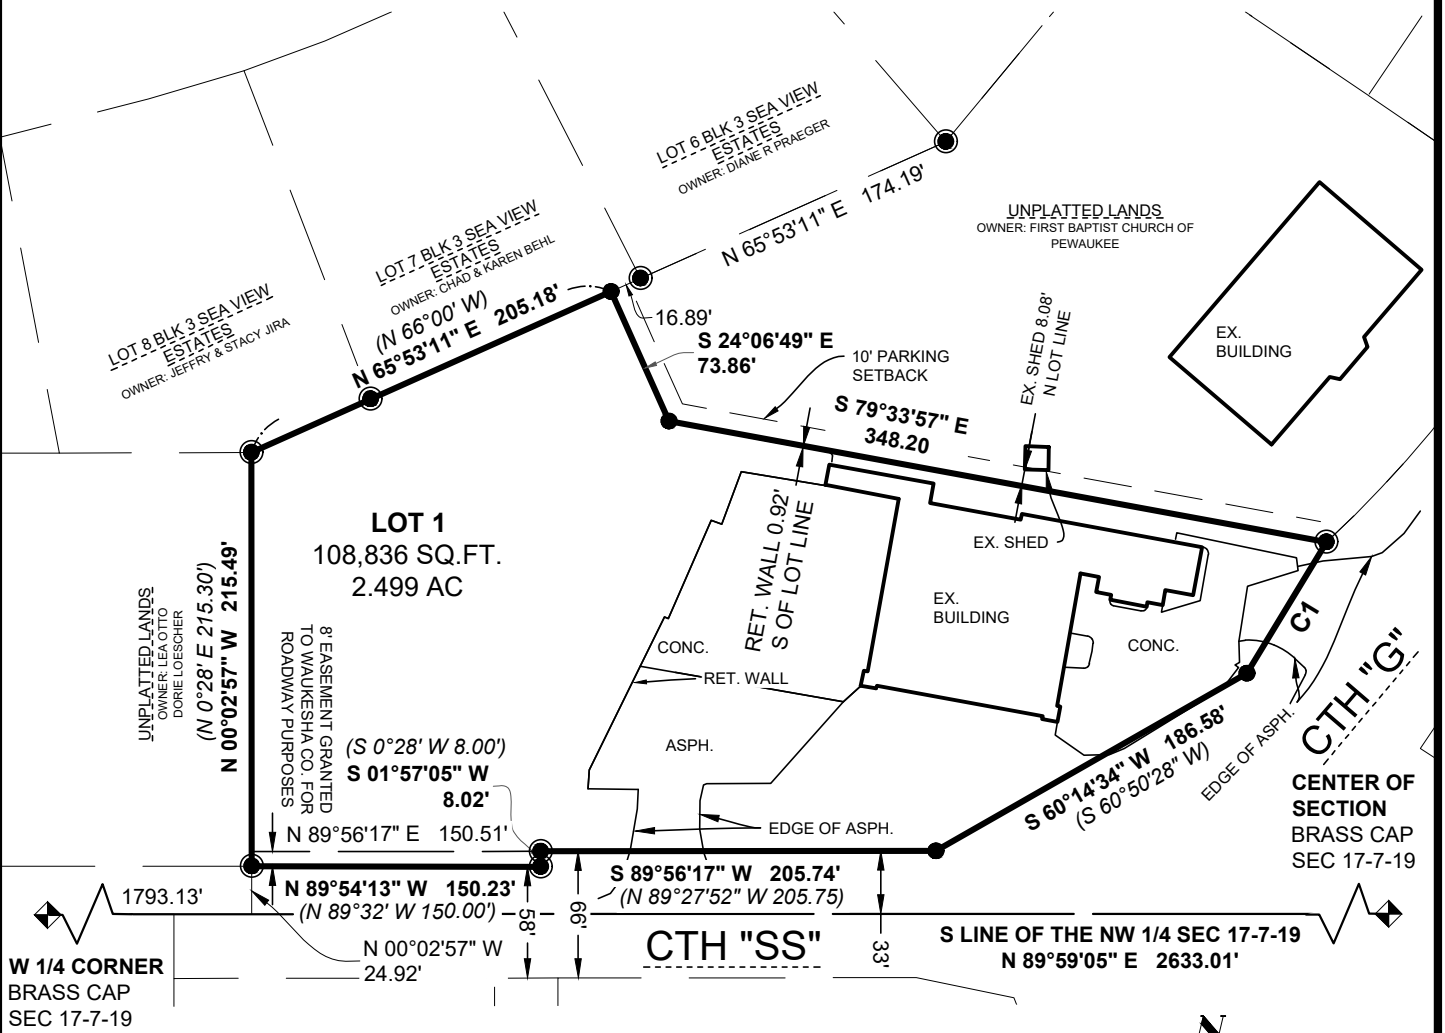 LOT 6 BLK 3 SEA VIEW
ESTATES
OWNER: DIANE R PRAEGER
N 65°53'11" E 174.19'
UNPLATTED LANDS
OWNER: FIRST BAPTIST CHURCH OF
PEWAUKEE
LOT 7 BLK 3 SEA VIEW
ESTATES
OWNER: CHAD & KAREN BEHL
(N 66°00' W)
N 65°53'11" E 205.18'
LOT 8 BLK 3 SEA VIEW
ESTATES
OWNER: JEFFRY & STACY JIRA
16.89'
S 24°06'49" E
73.86'
10' PARKING
SETBACK
EX. SHED 8.08'
N LOT LINE
EX.
BUILDING
S 79°33'57" E
348.20
LOT 1
108,836 SQ.FT.
2.499 AC
RET. WALL 0.92'
S OF LOT LINE
EX. SHED
EX.
BUILDING
CONC.
CONC.
RET. WALL
ASPH.
C1
UNPLATTED LANDS
OWNER: LEA OTTO
DORIE LOESCHER
(N 0°28' E 215.30')
N 00°02'57" W 215.49'
8' EASEMENT GRANTED
TO WAUKESHA CO. FOR
ROADWAY PURPOSES
(S 0°28' W 8.00')
S 01°57'05" W
8.02'
N 89°56'17" E 150.51'
EDGE OF ASPH.
S 60°14'34" W 186.58'
(S 60°50'28" W)
EDGE OF ASPH.
CTH "G"
CENTER OF
SECTION
BRASS CAP
SEC 17-7-19
1793.13'
N 89°54'13" W 150.23'
(N 89°32' W 150.00')
S 89°56'17" W 205.74'
(N 89°27'52" W 205.75)
58'
66'
33'
N 00°02'57" W
24.92'
CTH "SS"
S LINE OF THE NW 1/4 SEC 17-7-19
N 89°59'05" E 2633.01'
W 1/4 CORNER
BRASS CAP
SEC 17-7-19
N